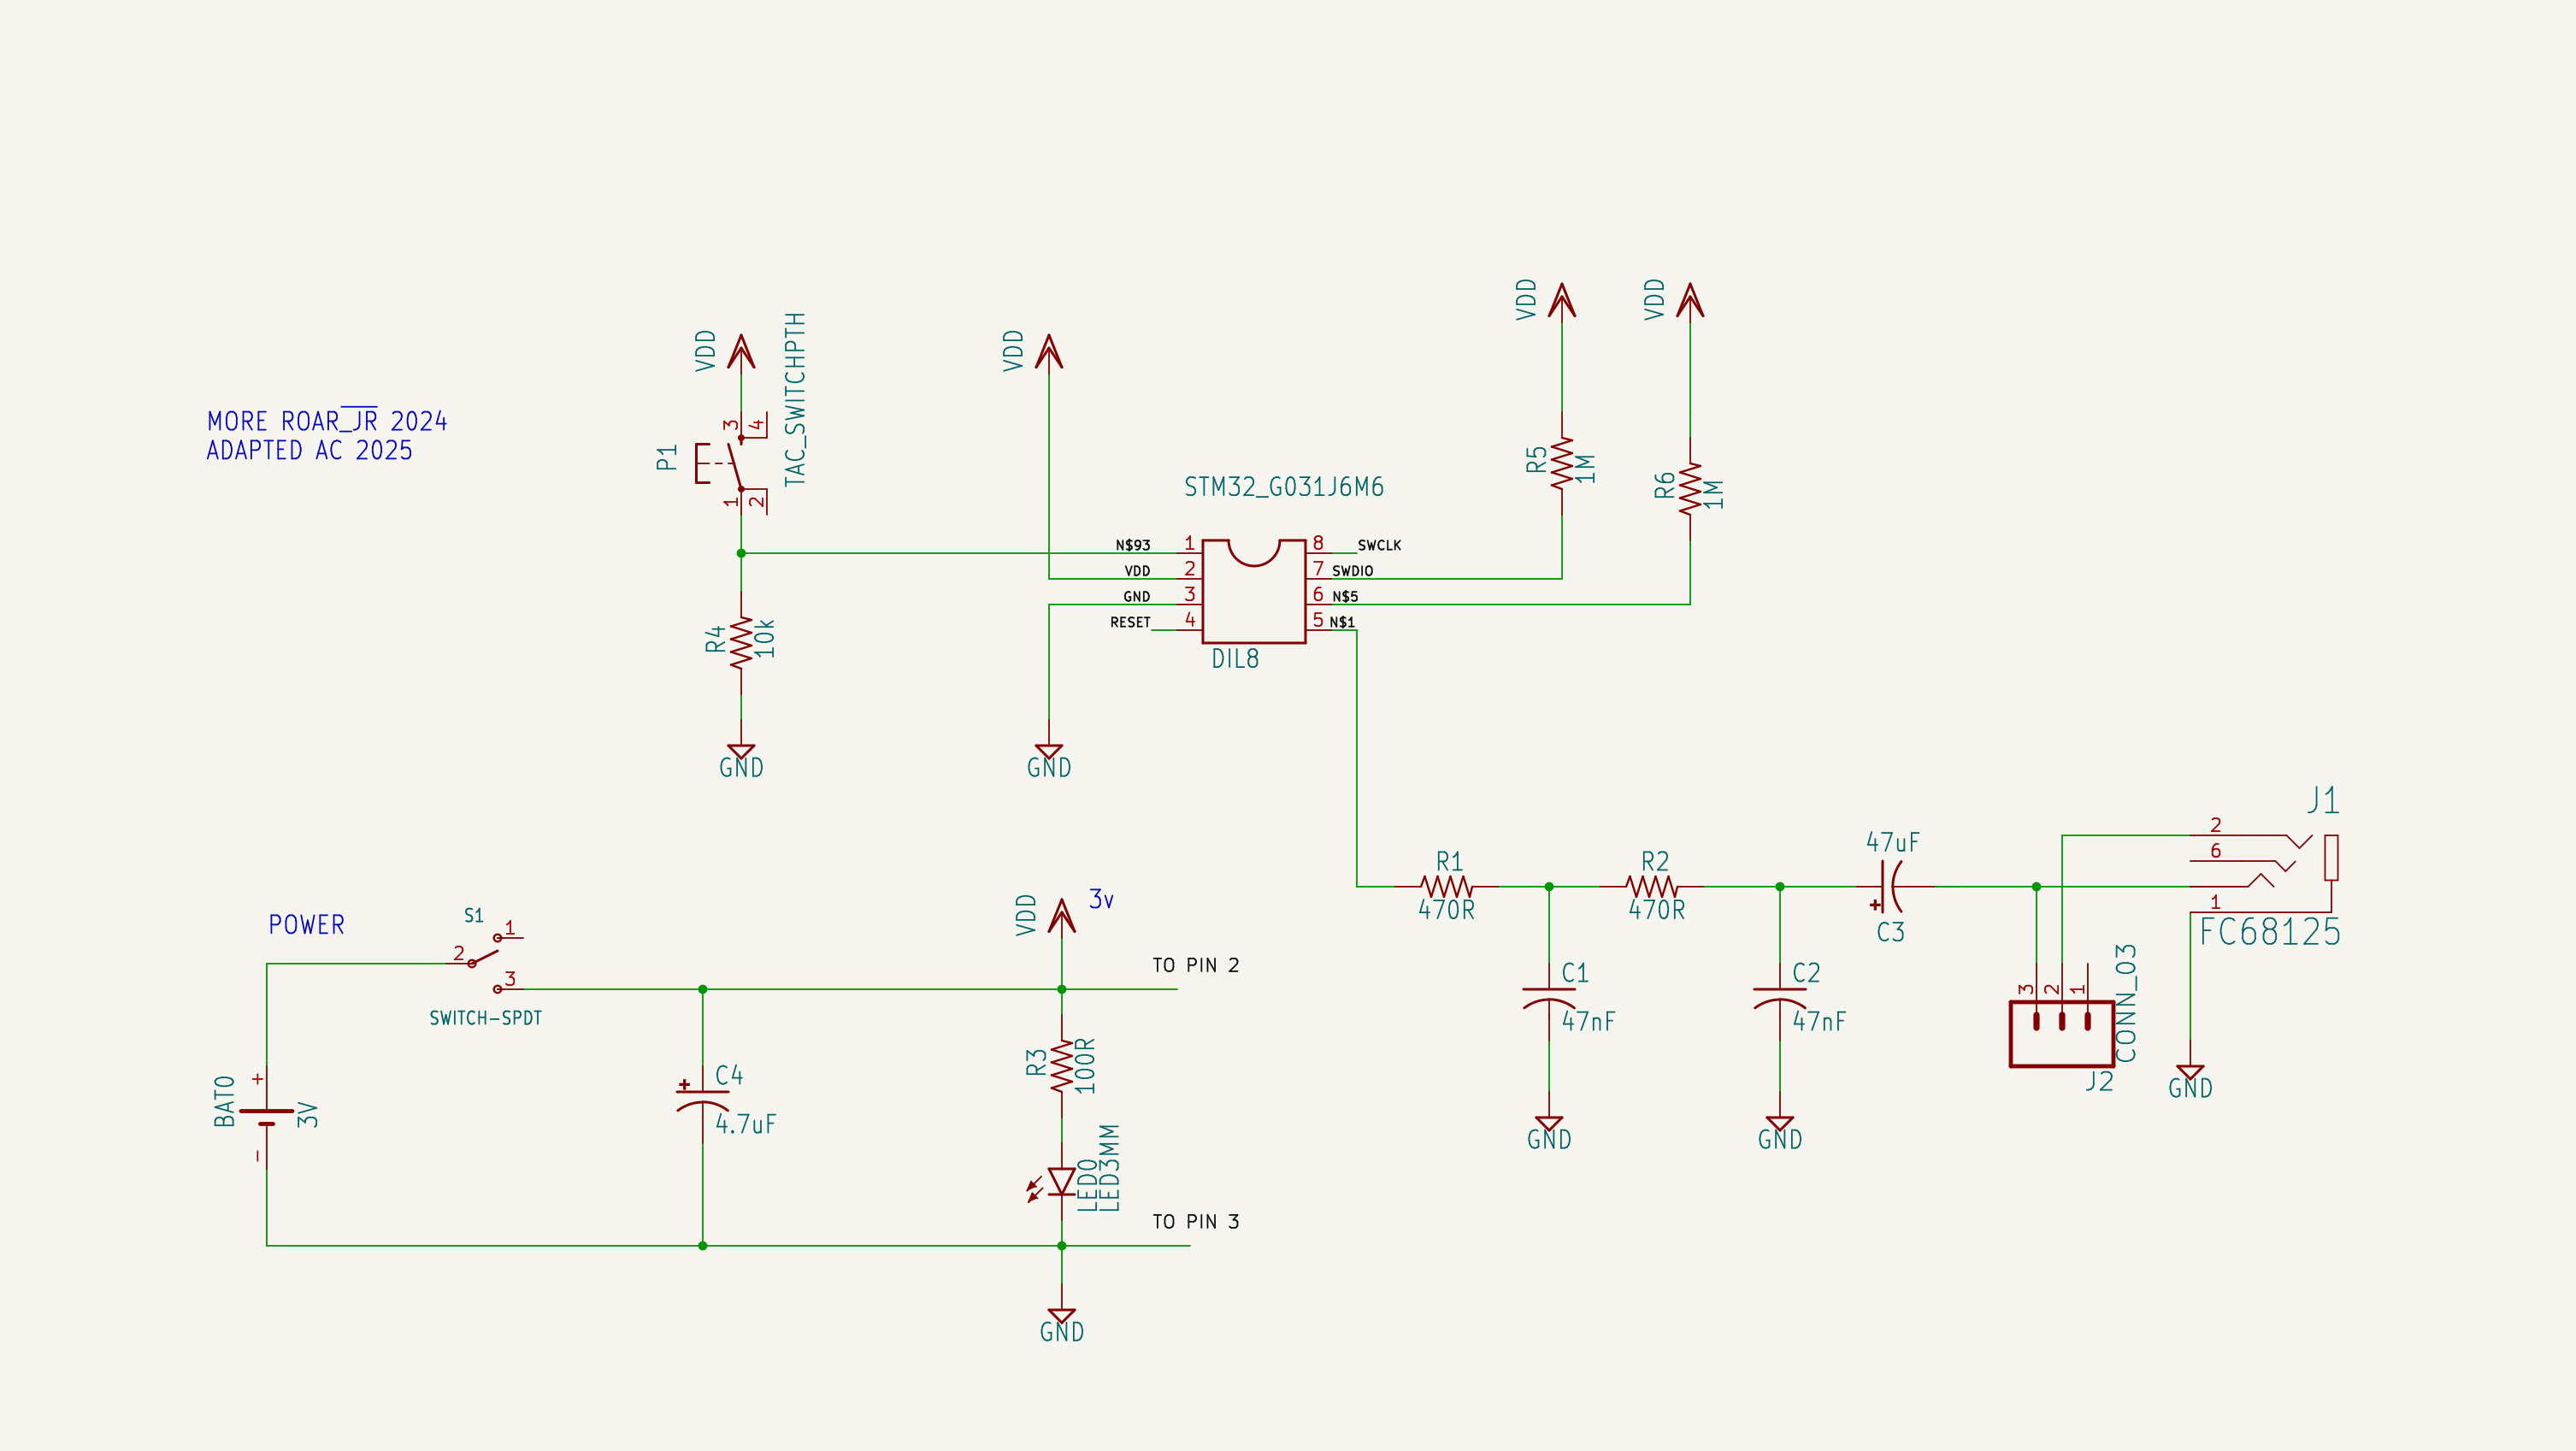 VDD
VDD
VDD
VDD
TAC_SWITCHPTH
MORE ROAR_JR 2024
ADAPTED AC 2025
P1
3
4
1
2
R5
1M
R6
1M
STM32_G031J6M6
N$93
1
8
SWCLK
VDD
2
7
SWDIO
GND
3
6
N$5
RESET
4
5
N$1
DIL8
R4
10k
GND
GND
J1
2
6
1
FC68125
47uF
C3
R1
470R
R2
470R
C1
47nF
C2
47nF
GND
GND
3
2
1
CONN_03
J2
GND
POWER
S1
1
2
3
SWITCH-SPDT
VDD
3v
TO PIN 2
BAT0
+
3V
-
C4
4.7uF
R3
100R
LED0
LED3MM
TO PIN 3
GND